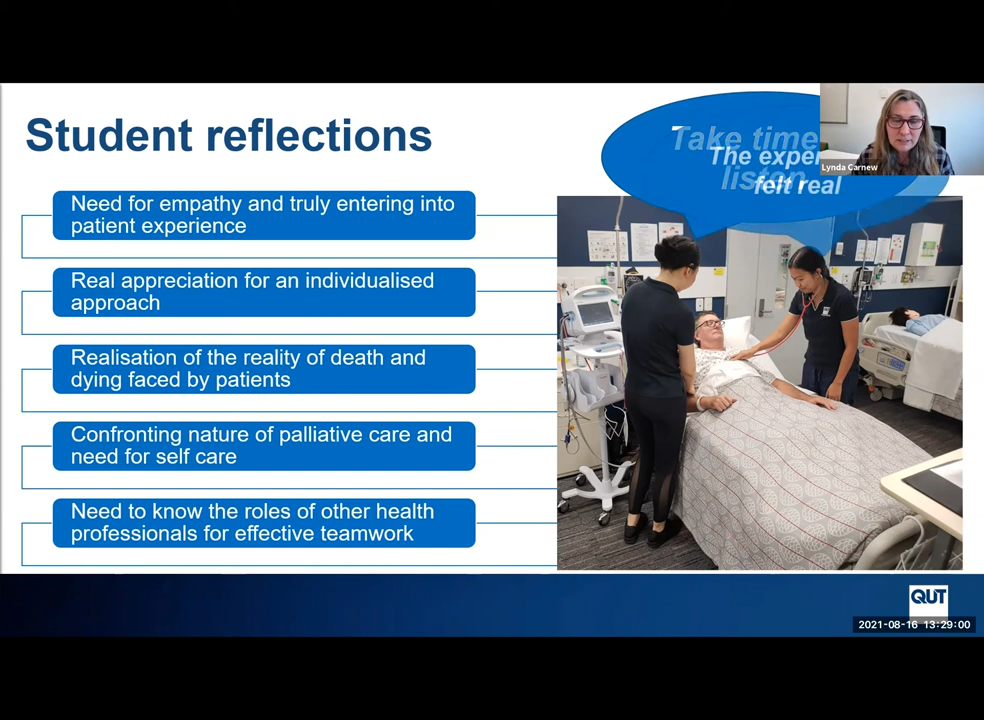 Student reflections
Take time
listen
The exper
felt real
Lynda Carnew
Need for empathy and truly entering into
patient experience
Real appreciation for an individualised
approach
Realisation of the reality of death and
dying faced by patients
Confronting nature of palliative care and
need for self care
Need to know the roles of other health
professionals for effective teamwork
QUT
2021-08-16 13:29:00